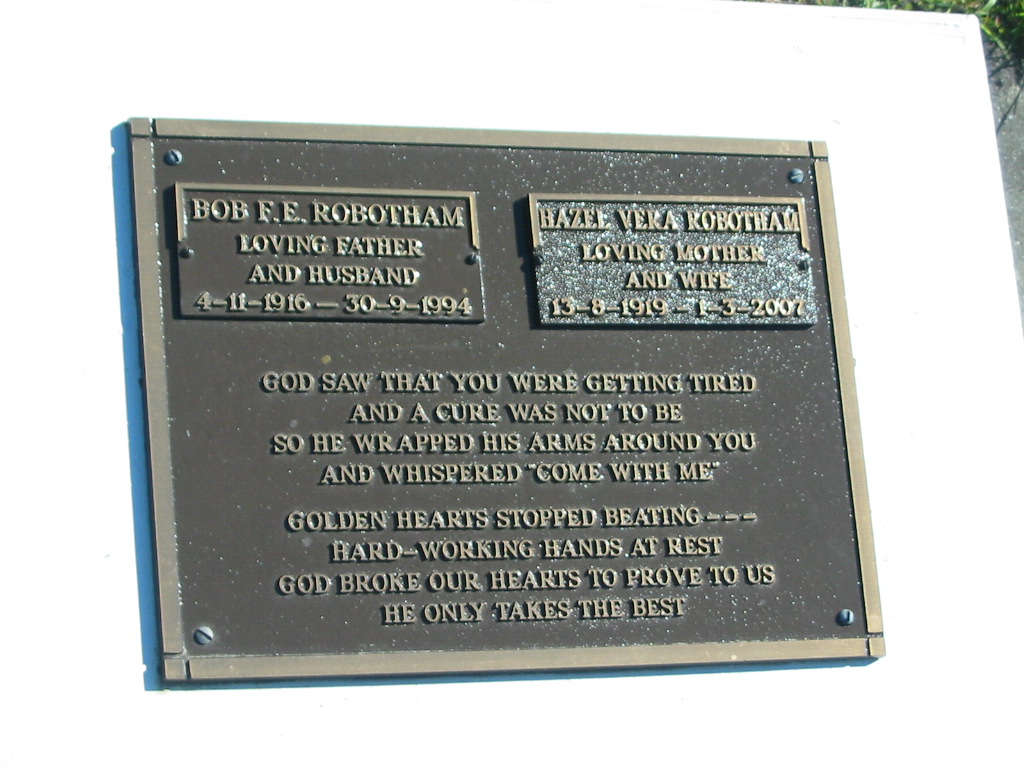 BOB F.E. ROBOTHAM
LOVING FATHER
AND HUSBAND
4-11-1916 — 30-9-1994
HAZEL VERA ROBOTHAM
LOVING MOTHER
AND WIFE
13-8-1919 - 1-3-2007
GOD SAW THAT YOU WERE GETTING TIRED
AND A CURE WAS NOT TO BE
SO HE WRAPPED HIS ARMS AROUND YOU
AND WHISPERED "COME WITH ME"
GOLDEN HEARTS STOPPED BEATING---
HARD-WORKING HANDS AT REST
GOD BROKE OUR HEARTS TO PROVE TO US
HE ONLY TAKES THE BEST